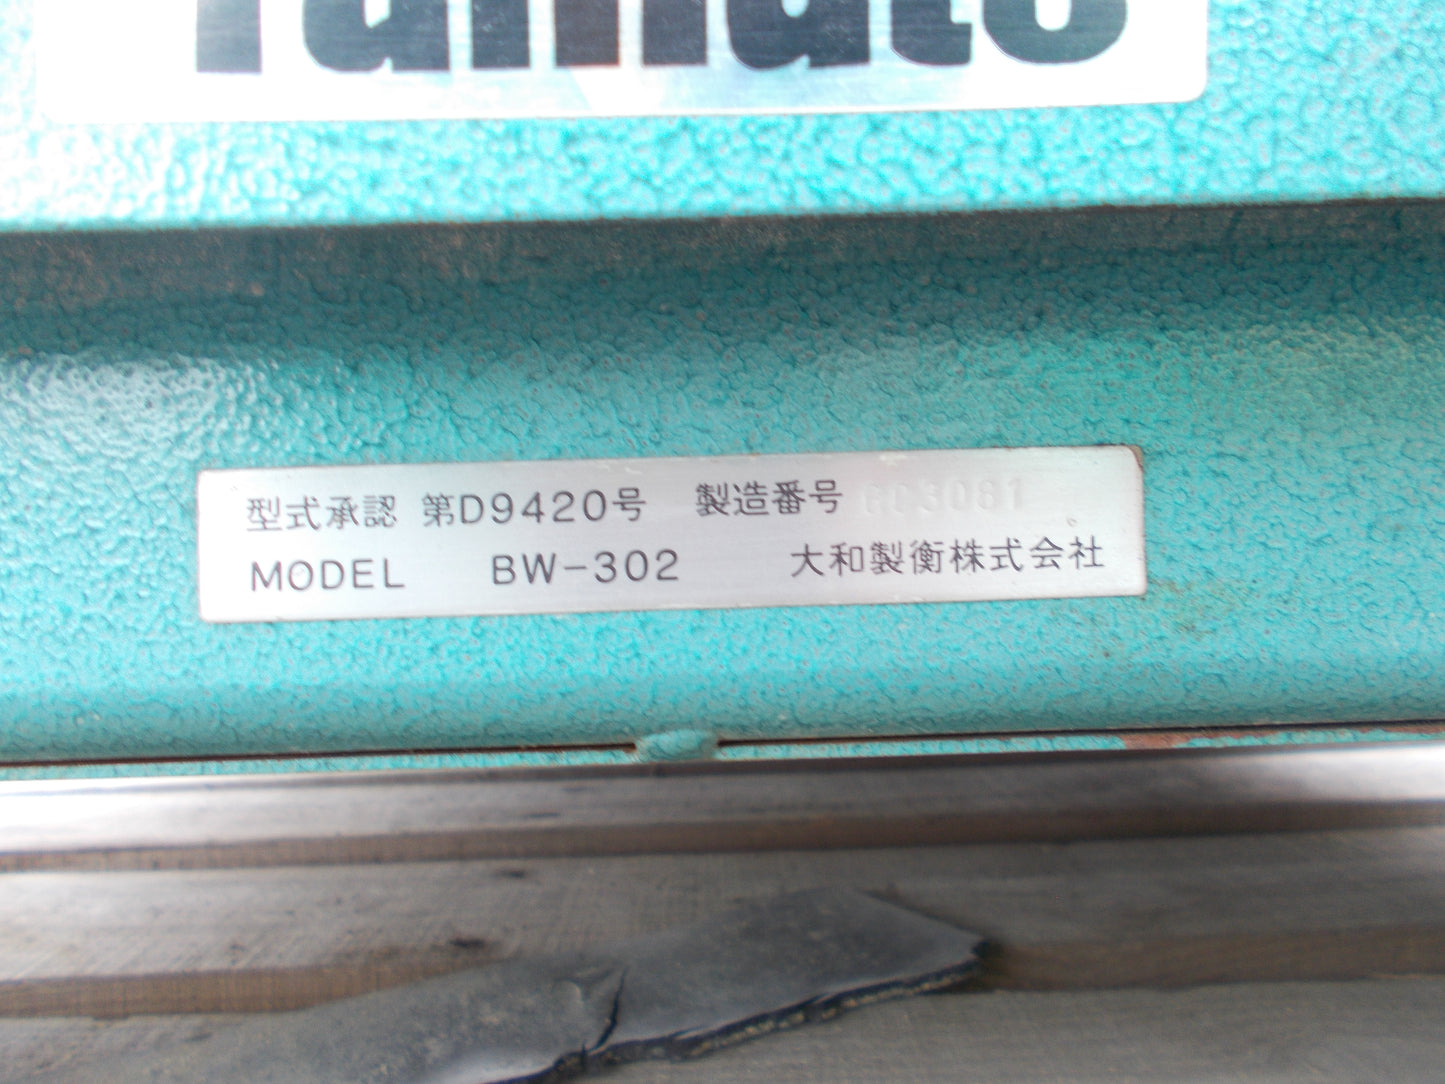 Yamato
型式承認 第D9420号 製造番号
MODEL BW-302 大和製衡株式会社